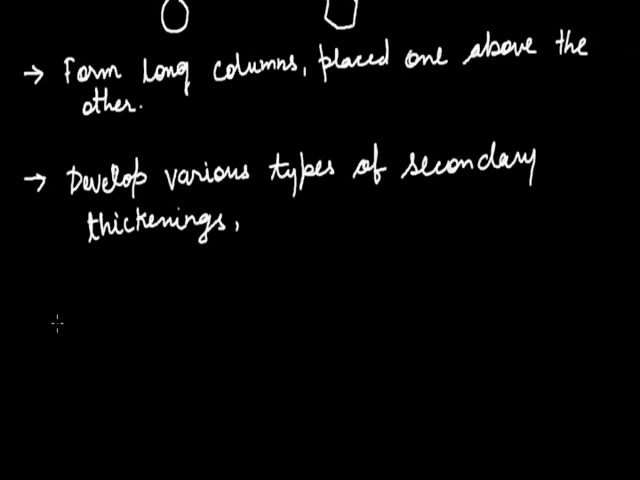 → Form long columns, placed one above the
other.
→ Develop various types of secondary
thickenings,